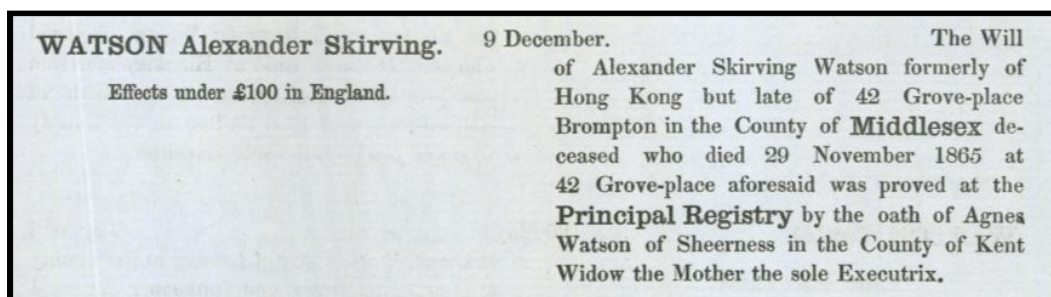 WATSON Alexander Skirving.
Effects under £100 in England.
9 December. The Will
of Alexander Skirving Watson formerly of
Hong Kong but late of 42 Grove-place
Brompton in the County of Middlesex de-
ceased who died 29 November 1865 at
42 Grove-place aforesaid was proved at the
Principal Registry by the oath of Agnes
Watson of Sheerness in the County of Kent
Widow the Mother the sole Executrix.